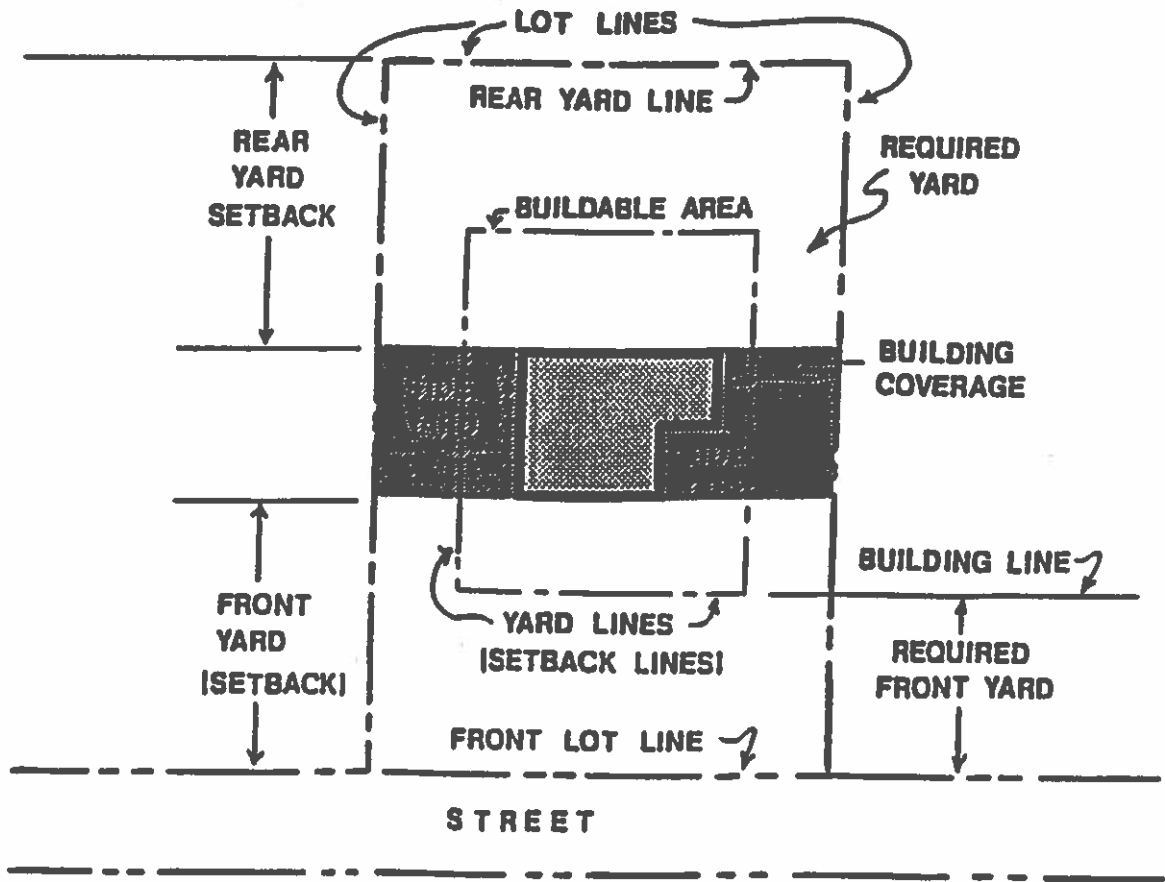 LOT LINES
REAR YARD LINE
REAR
YARD
SETBACK
REQUIRED
YARD
BUILDABLE AREA
BUILDING
COVERAGE
BUILDING LINE
FRONT
YARD
|SETBACK|
YARD LINES
|SETBACK LINES|
REQUIRED
FRONT YARD
FRONT LOT LINE
STREET